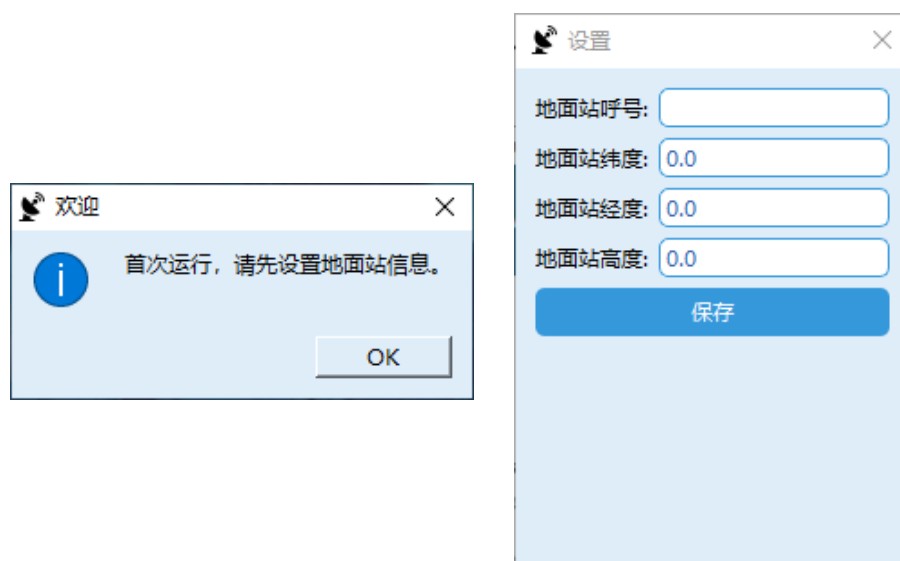 欢迎
首次运行，请先设置地面站信息。
OK
设置
地面站呼号:
地面站纬度: 0.0
地面站经度: 0.0
地面站高度: 0.0
保存